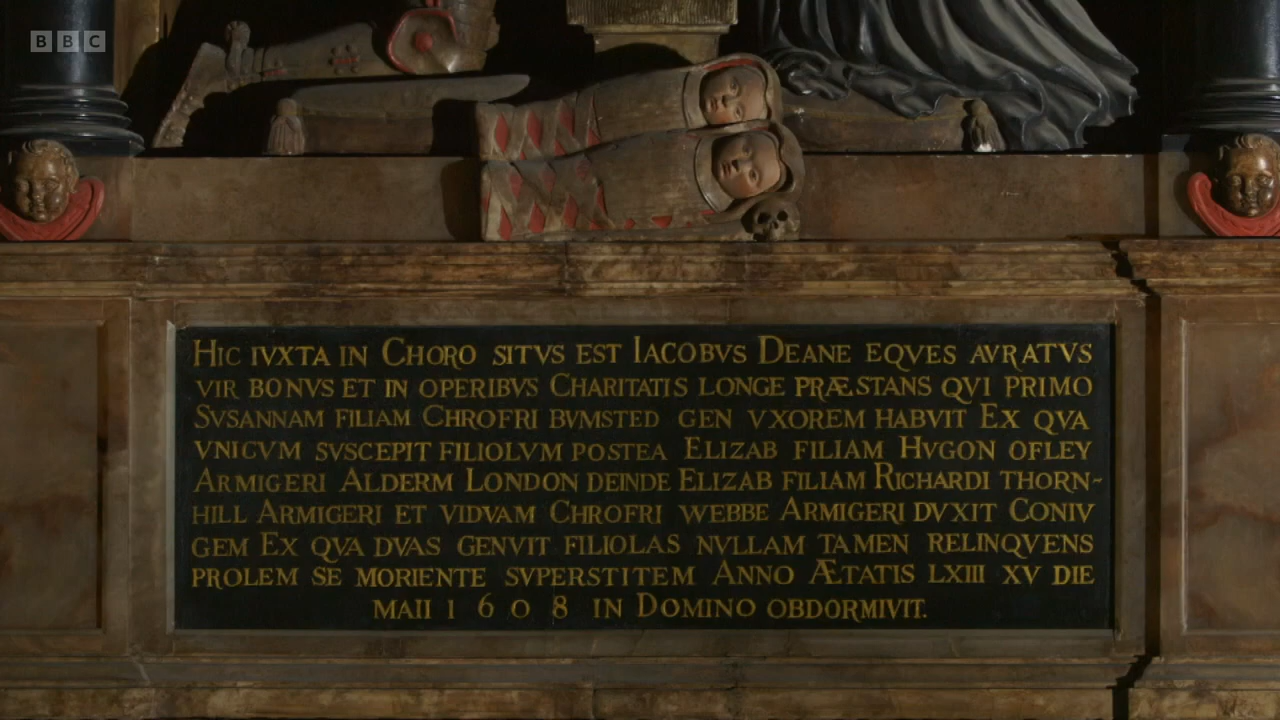 BBC
HIC IVXTA IN CHORO SITVS EST IACOBVS DEANE EQVES AVRATVS
VIR BONVS ET IN OPERIBVS CHARITATIS LONGE PRÆSTANS QVI PRIMO
SVSANNAM FILIAM CHROFRI BVMSTED GEN VXOREM HABVIT EX QVA
VNICVM SVSCEPIT FILIOLVM POSTEA ELIZAB FILIAM HVGON OFLEY
ARMIGERI ALDERM LONDON DEINDE ELIZAB FILIAM RICHARDI THORN-
HILL ARMIGERI ET VIDVAM CHROFRI WEBBE ARMIGERI DVXIT CONIV
GEM EX QVA DVAS GENVIT FILIOLAS NVLLAM TAMEN RELINQVENS
PROLEM SE MORIENTE SVPERSTITEM ANNO ÆTATIS LXIII XV DIE
MAII 1608 IN DOMINO OBDORMIVIT.